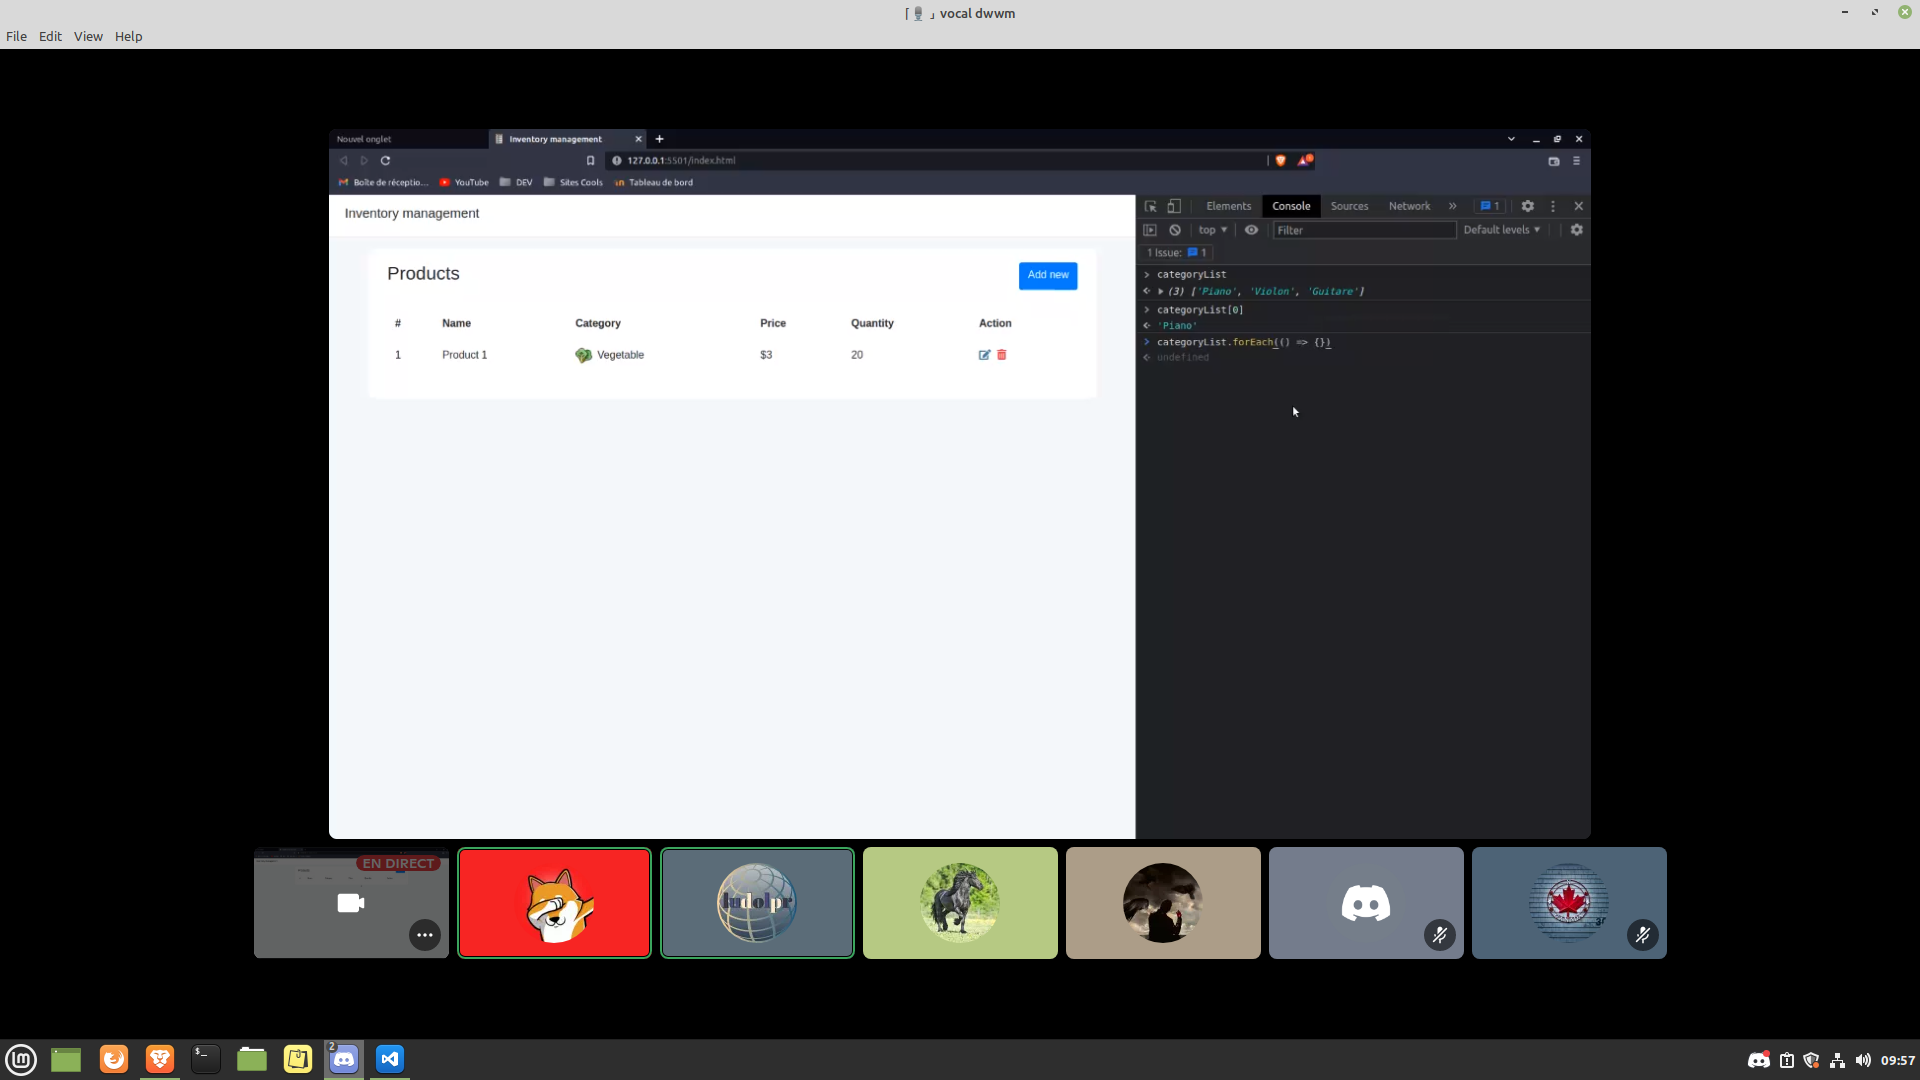 vocal dwwm
File Edit View Help
Nouvel onglet
Inventory management
127.0.0.1:5501/index.html
Boîte de réceptio... YouTube DEV Sites Cools Tableau de bord
Inventory management
Products
Add new
# Name Category Price Quantity Action
1 Product 1 Vegetable $3 20
Elements Console Sources Network » 1
top Filter Default levels
1 Issue: 1
> categoryList
(3) ['Piano', 'Violon', 'Guitare']
> categoryList[0]
'Piano'
> categoryList.forEach(() => {})
undefined
EN DIRECT
ludolpr
2
09:57